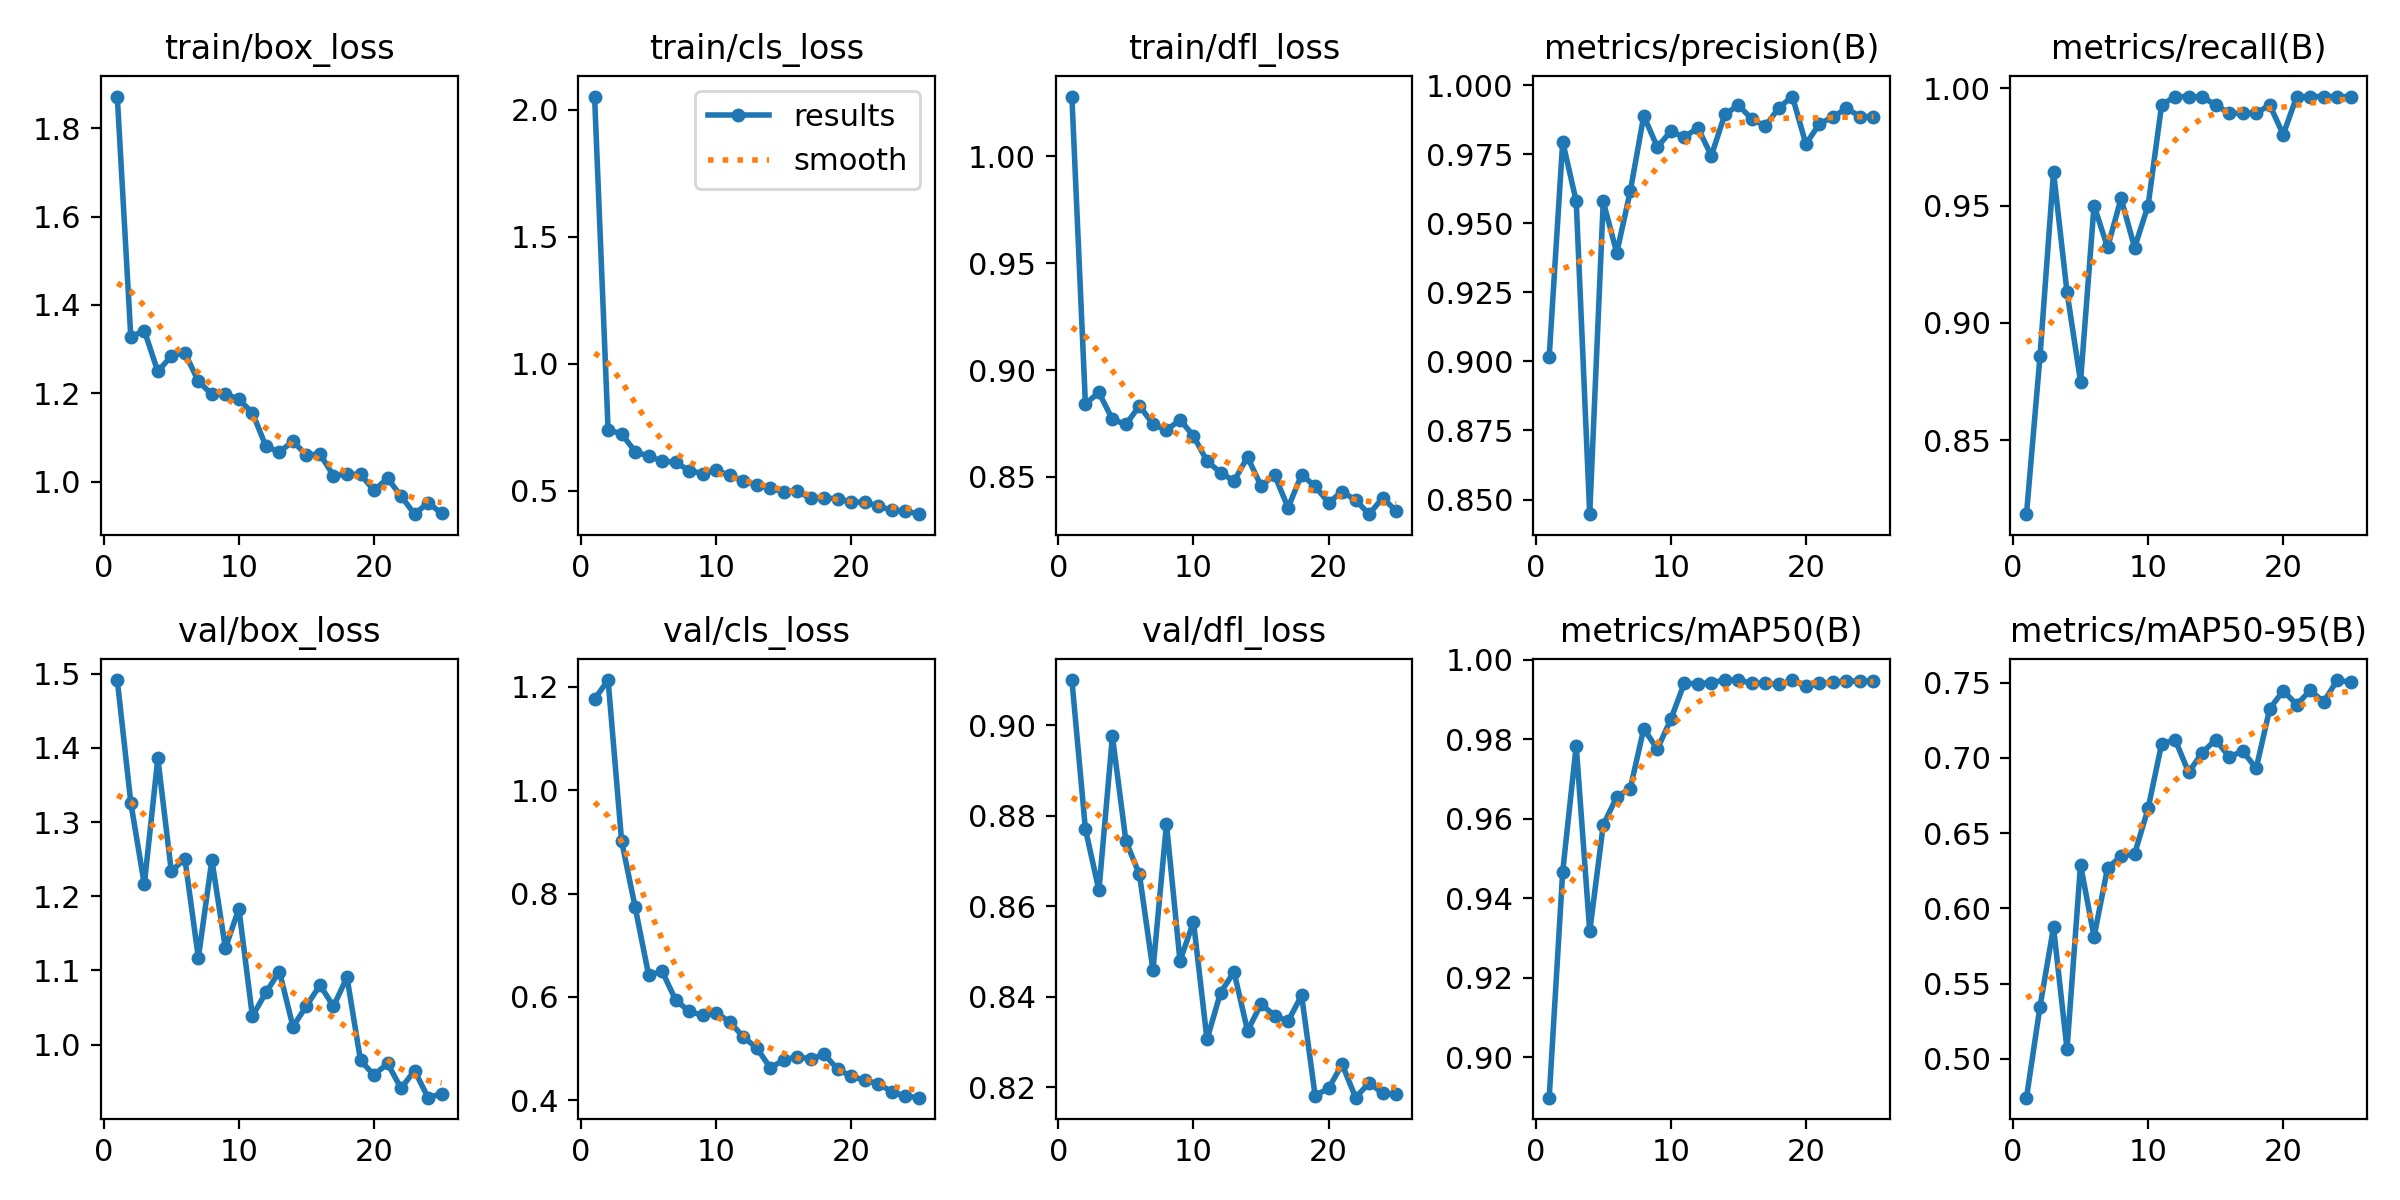 train/box_loss
1.8
1.6
1.4
1.2
1.0
0 10 20
train/cls_loss
results
smooth
2.0
1.5
1.0
0.5
0 10 20
train/dfl_loss
1.00
0.95
0.90
0.85
0 10 20
metrics/precision(B)
1.000
0.975
0.950
0.925
0.900
0.875
0.850
0 10 20
metrics/recall(B)
1.00
0.95
0.90
0.85
0 10 20
val/box_loss
1.5
1.4
1.3
1.2
1.1
1.0
0 10 20
val/cls_loss
1.2
1.0
0.8
0.6
0.4
0 10 20
val/dfl_loss
0.90
0.88
0.86
0.84
0.82
0 10 20
metrics/mAP50(B)
1.00
0.98
0.96
0.94
0.92
0.90
0 10 20
metrics/mAP50-95(B)
0.75
0.70
0.65
0.60
0.55
0.50
0 10 20